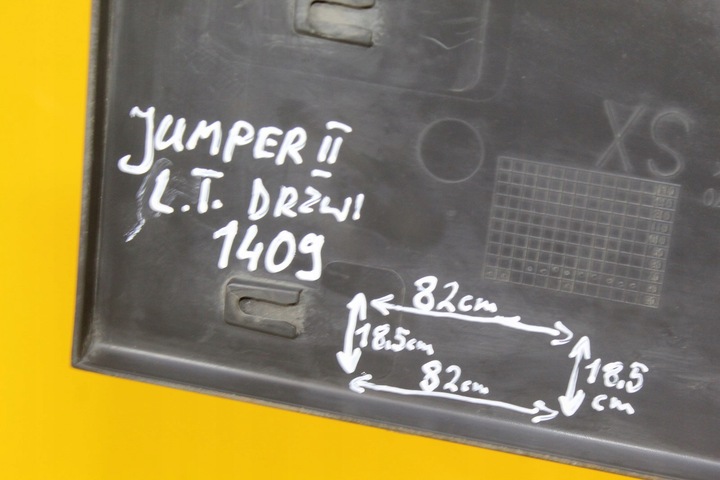 JUMPER II
L.T. DRZWI
1409
XS
82cm
18.5cm
18.5
cm
82cm